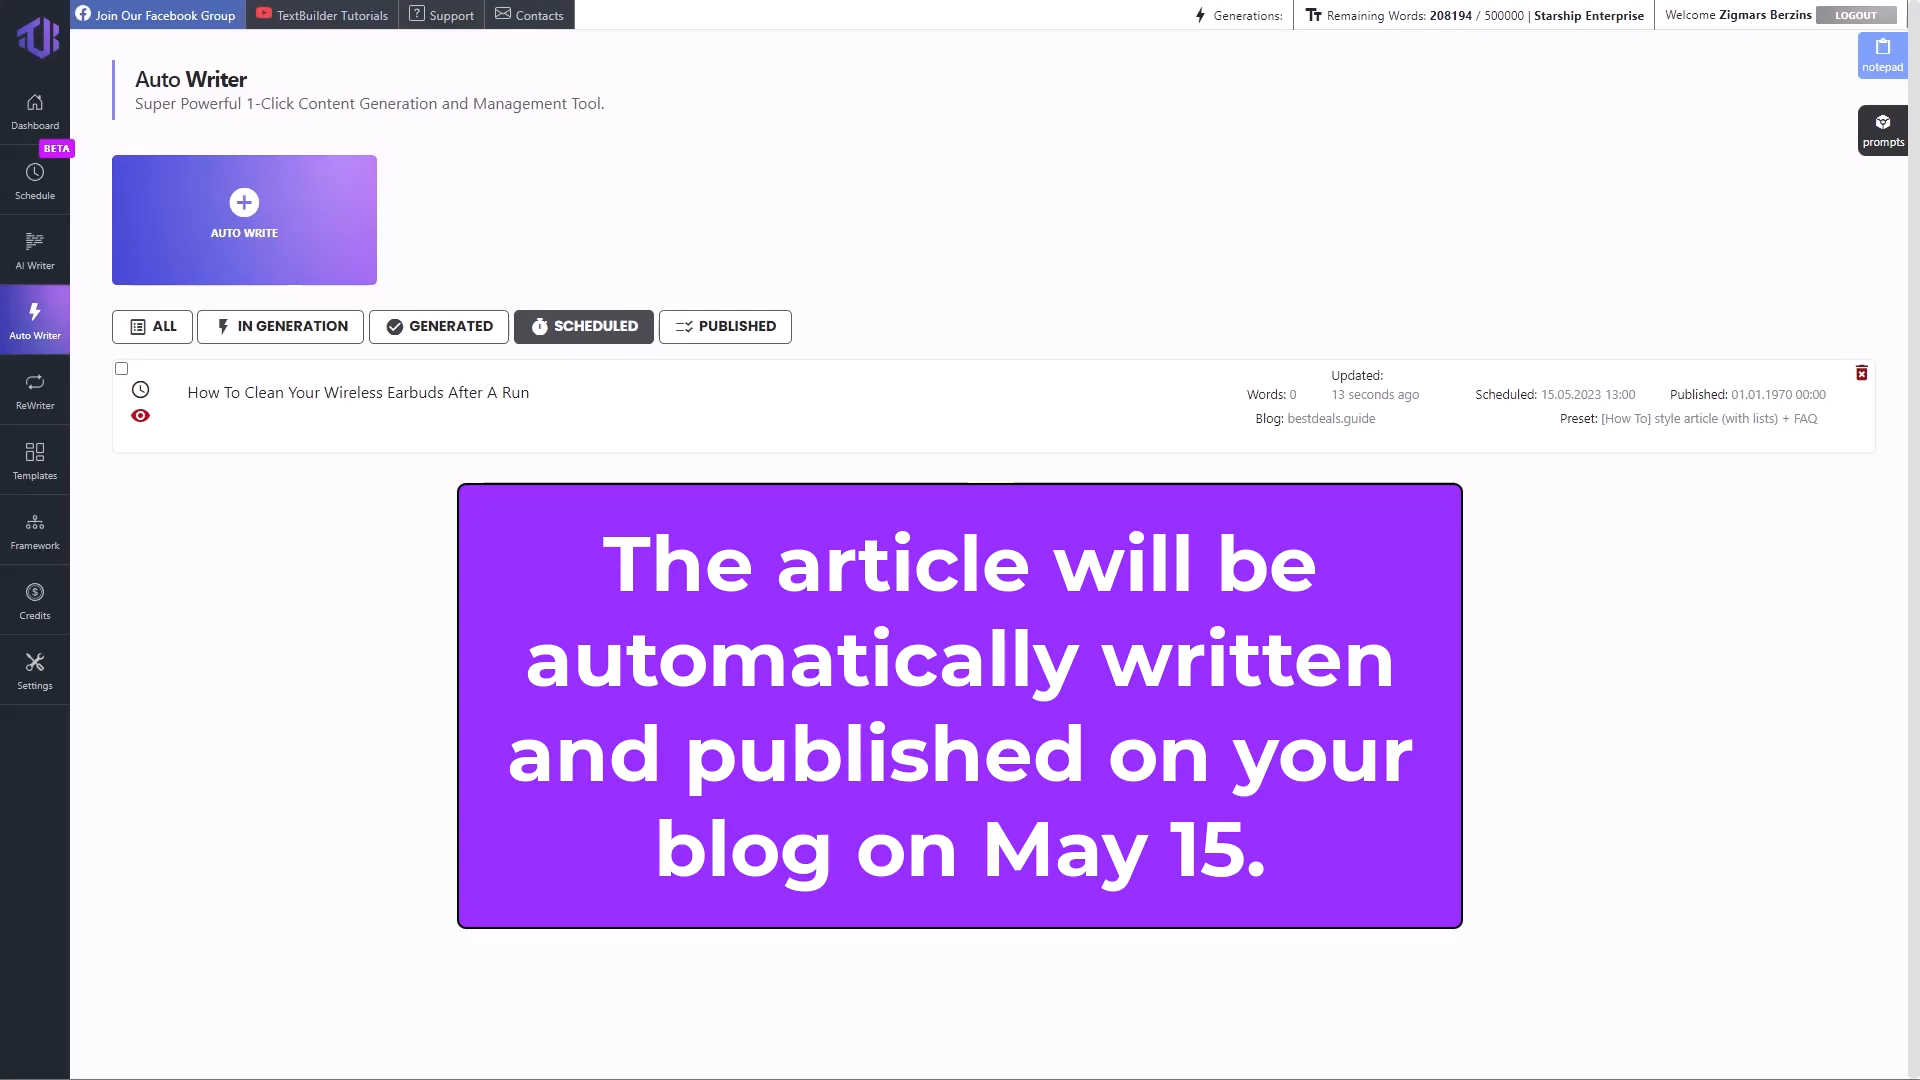 Join Our Facebook Group
TextBuilder Tutorials
Support
Contacts
Generations:
Remaining Words: 208194 / 500000 | Starship Enterprise
Welcome Zigmars Berzins
LOGOUT
notepad
prompts
Dashboard
BETA
Schedule
AI Writer
Auto Writer
ReWriter
Templates
Framework
Credits
Settings
Auto Writer
Super Powerful 1-Click Content Generation and Management Tool.
AUTO WRITE
ALL
IN GENERATION
GENERATED
SCHEDULED
PUBLISHED
How To Clean Your Wireless Earbuds After A Run
Words: 0
Updated:
13 seconds ago
Scheduled: 15.05.2023 13:00
Published: 01.01.1970 00:00
Blog: bestdeals.guide
Preset: [How To] style article (with lists) + FAQ
The article will be
automatically written
and published on your
blog on May 15.